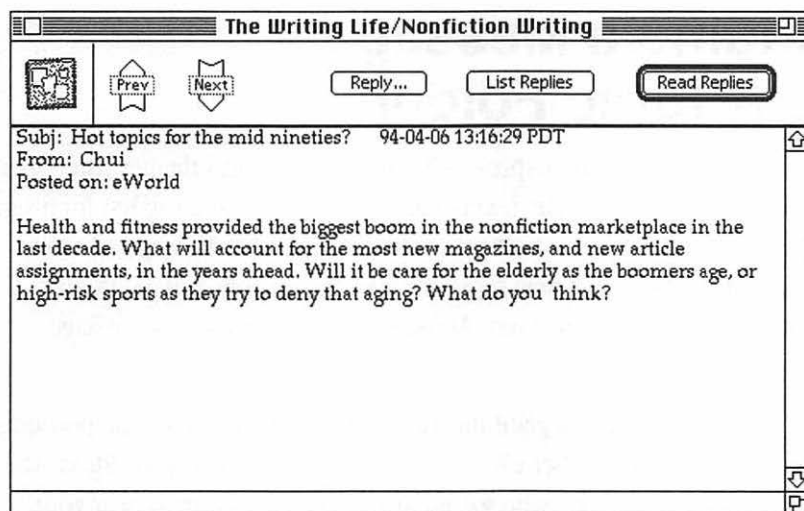 The Writing Life/Nonfiction Writing
Prev Next Reply... List Replies Read Replies
Subj: Hot topics for the mid nineties? 94-04-06 13:16:29 PDT
From: Chui
Posted on: eWorld
Health and fitness provided the biggest boom in the nonfiction marketplace in the
last decade. What will account for the most new magazines, and new article
assignments, in the years ahead. Will it be care for the elderly as the boomers age, or
high-risk sports as they try to deny that aging? What do you think?